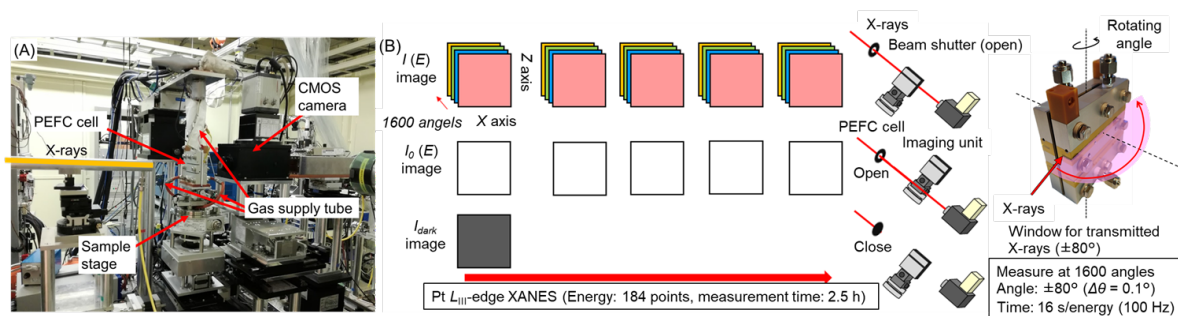 (A)
CMOS
camera
PEFC cell
X-rays
Gas supply tube
Sample
stage
(B)
I (E)
image
Z axis
1600 angels
X axis
I0 (E)
image
Idark
image
Pt LIII-edge XANES (Energy: 184 points, measurement time: 2.5 h)
X-rays
Beam shutter (open)
PEFC cell
Imaging unit
Open
Close
Rotating
angle
X-rays
Window for transmitted
X-rays (±80º)
Measure at 1600 angles
Angle: ±80º (Δθ = 0.1º)
Time: 16 s/energy (100 Hz)